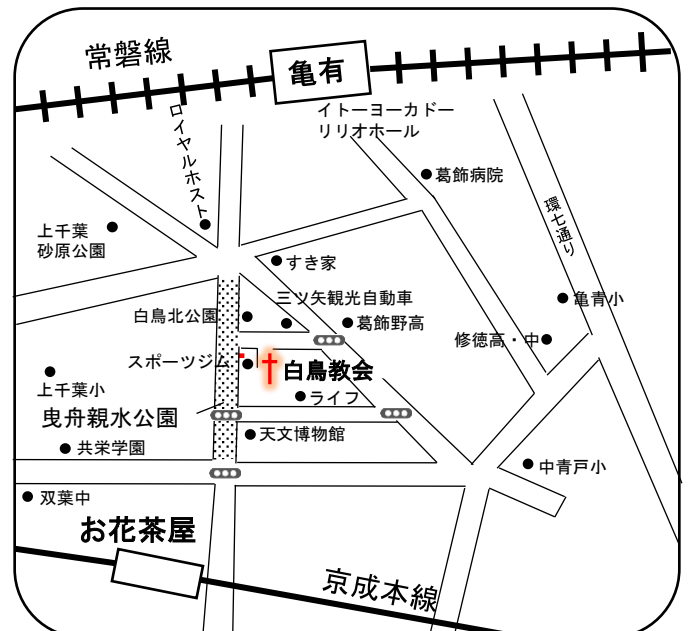 常磐線
亀有
イトーヨーカドー
リリオホール
ロイヤルホスト
葛飾病院
環七通り
上千葉
砂原公園
すき家
三ツ矢観光自動車
亀青小
白鳥北公園
葛飾野高
修徳高・中
スポーツジム
白鳥教会
上千葉小
ライフ
曳舟親水公園
天文博物館
共栄学園
中青戸小
双葉中
お花茶屋
京成本線